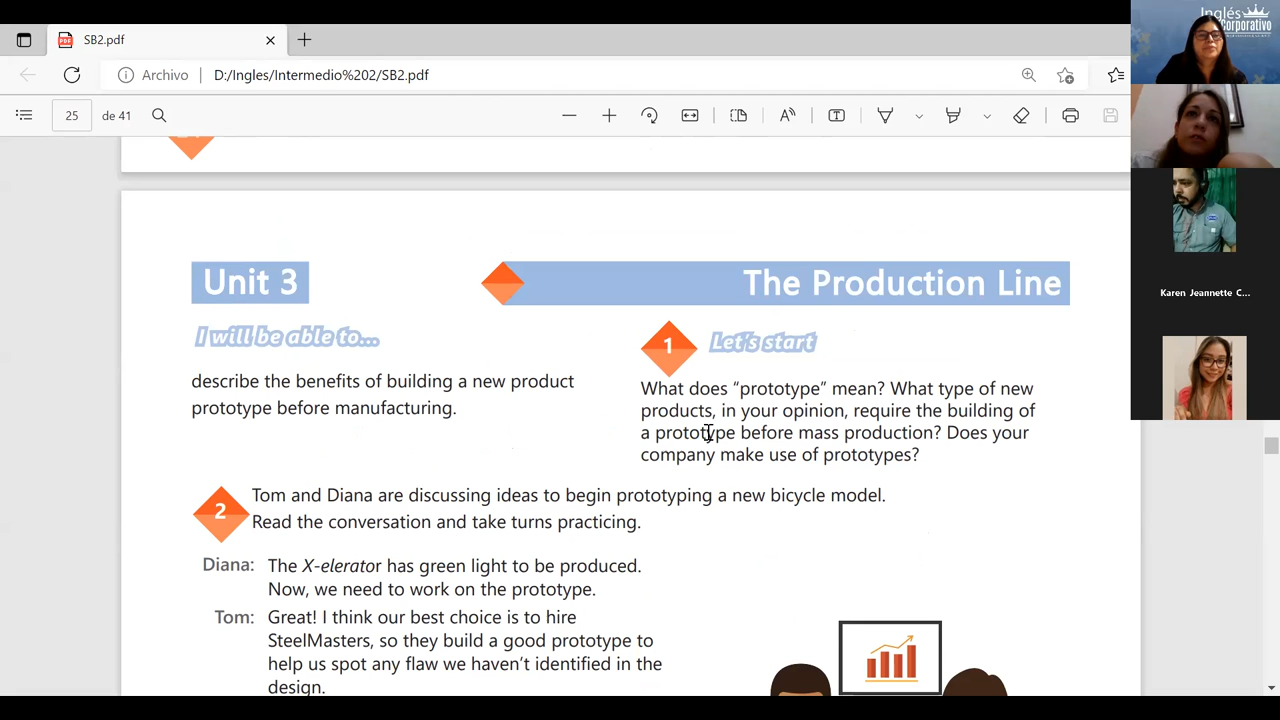 SB2.pdf
Archivo
D:/Ingles/Intermedio%202/SB2.pdf
25
de 41
Inglés
Corporativo
Karen Jeannette C...
Unit 3
The Production Line
I will be able to...
describe the benefits of building a new product
prototype before manufacturing.
1
Let's start
What does “prototype” mean? What type of new
products, in your opinion, require the building of
a prototype before mass production? Does your
company make use of prototypes?
2
Tom and Diana are discussing ideas to begin prototyping a new bicycle model.
Read the conversation and take turns practicing.
Diana: The X-elerator has green light to be produced.
Now, we need to work on the prototype.
Tom: Great! I think our best choice is to hire
SteelMasters, so they build a good prototype to
help us spot any flaw we haven’t identified in the
design.